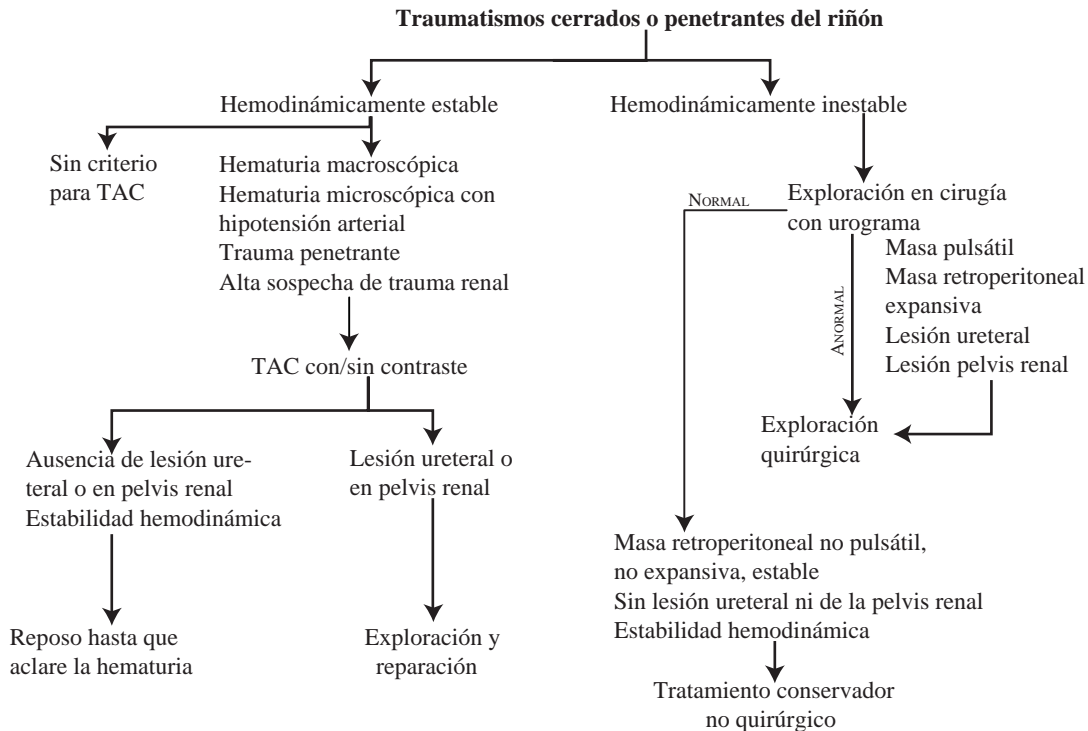 Traumatismos cerrados o penetrantes del riñón
Hemodinámicamente estable
Hemodinámicamente inestable
Sin criterio
para TAC
Hematuria macroscópica
Hematuria microscópica con
hipotensión arterial
Trauma penetrante
Alta sospecha de trauma renal
NORMAL
Exploración en cirugía
con urograma
Masa pulsátil
Masa retroperitoneal
expansiva
Lesión ureteral
Lesión pelvis renal
ANORMAL
TAC con/sin contraste
Exploración
quirúrgica
Ausencia de lesión ure-
teral o en pelvis renal
Estabilidad hemodinámica
Lesión ureteral o
en pelvis renal
Masa retroperitoneal no pulsátil,
no expansiva, estable
Sin lesión ureteral ni de la pelvis renal
Estabilidad hemodinámica
Reposo hasta que
aclare la hematuria
Exploración y
reparación
Tratamiento conservador
no quirúrgico